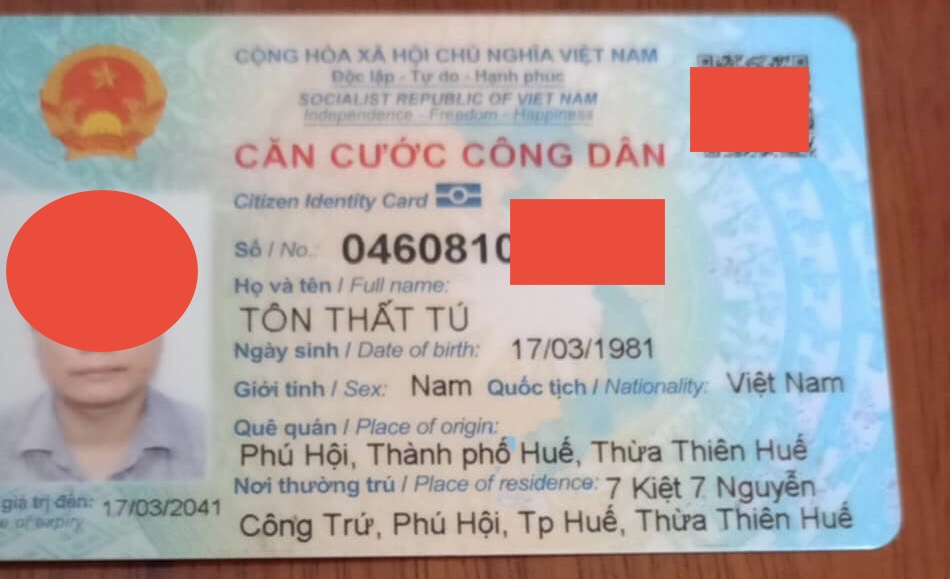 CỘNG HÒA XÃ HỘI CHỦ NGHĨA VIỆT NAM
Độc lập - Tự do - Hạnh phúc
SOCIALIST REPUBLIC OF VIET NAM
Independence - Freedom - Happiness
CĂN CƯỚC CÔNG DÂN
Citizen Identity Card
Số / No.: 0460810
Họ và tên / Full name:
TÔN THẤT TÚ
Ngày sinh / Date of birth: 17/03/1981
Giới tính / Sex: Nam Quốc tịch / Nationality: Việt Nam
Quê quán / Place of origin:
Phú Hội, Thành phố Huế, Thừa Thiên Huế
Nơi thường trú / Place of residence: 7 Kiệt 7 Nguyễn
Công Trứ, Phú Hội, Tp Huế, Thừa Thiên Huế
giá trị đến: 17/03/2041
of expiry